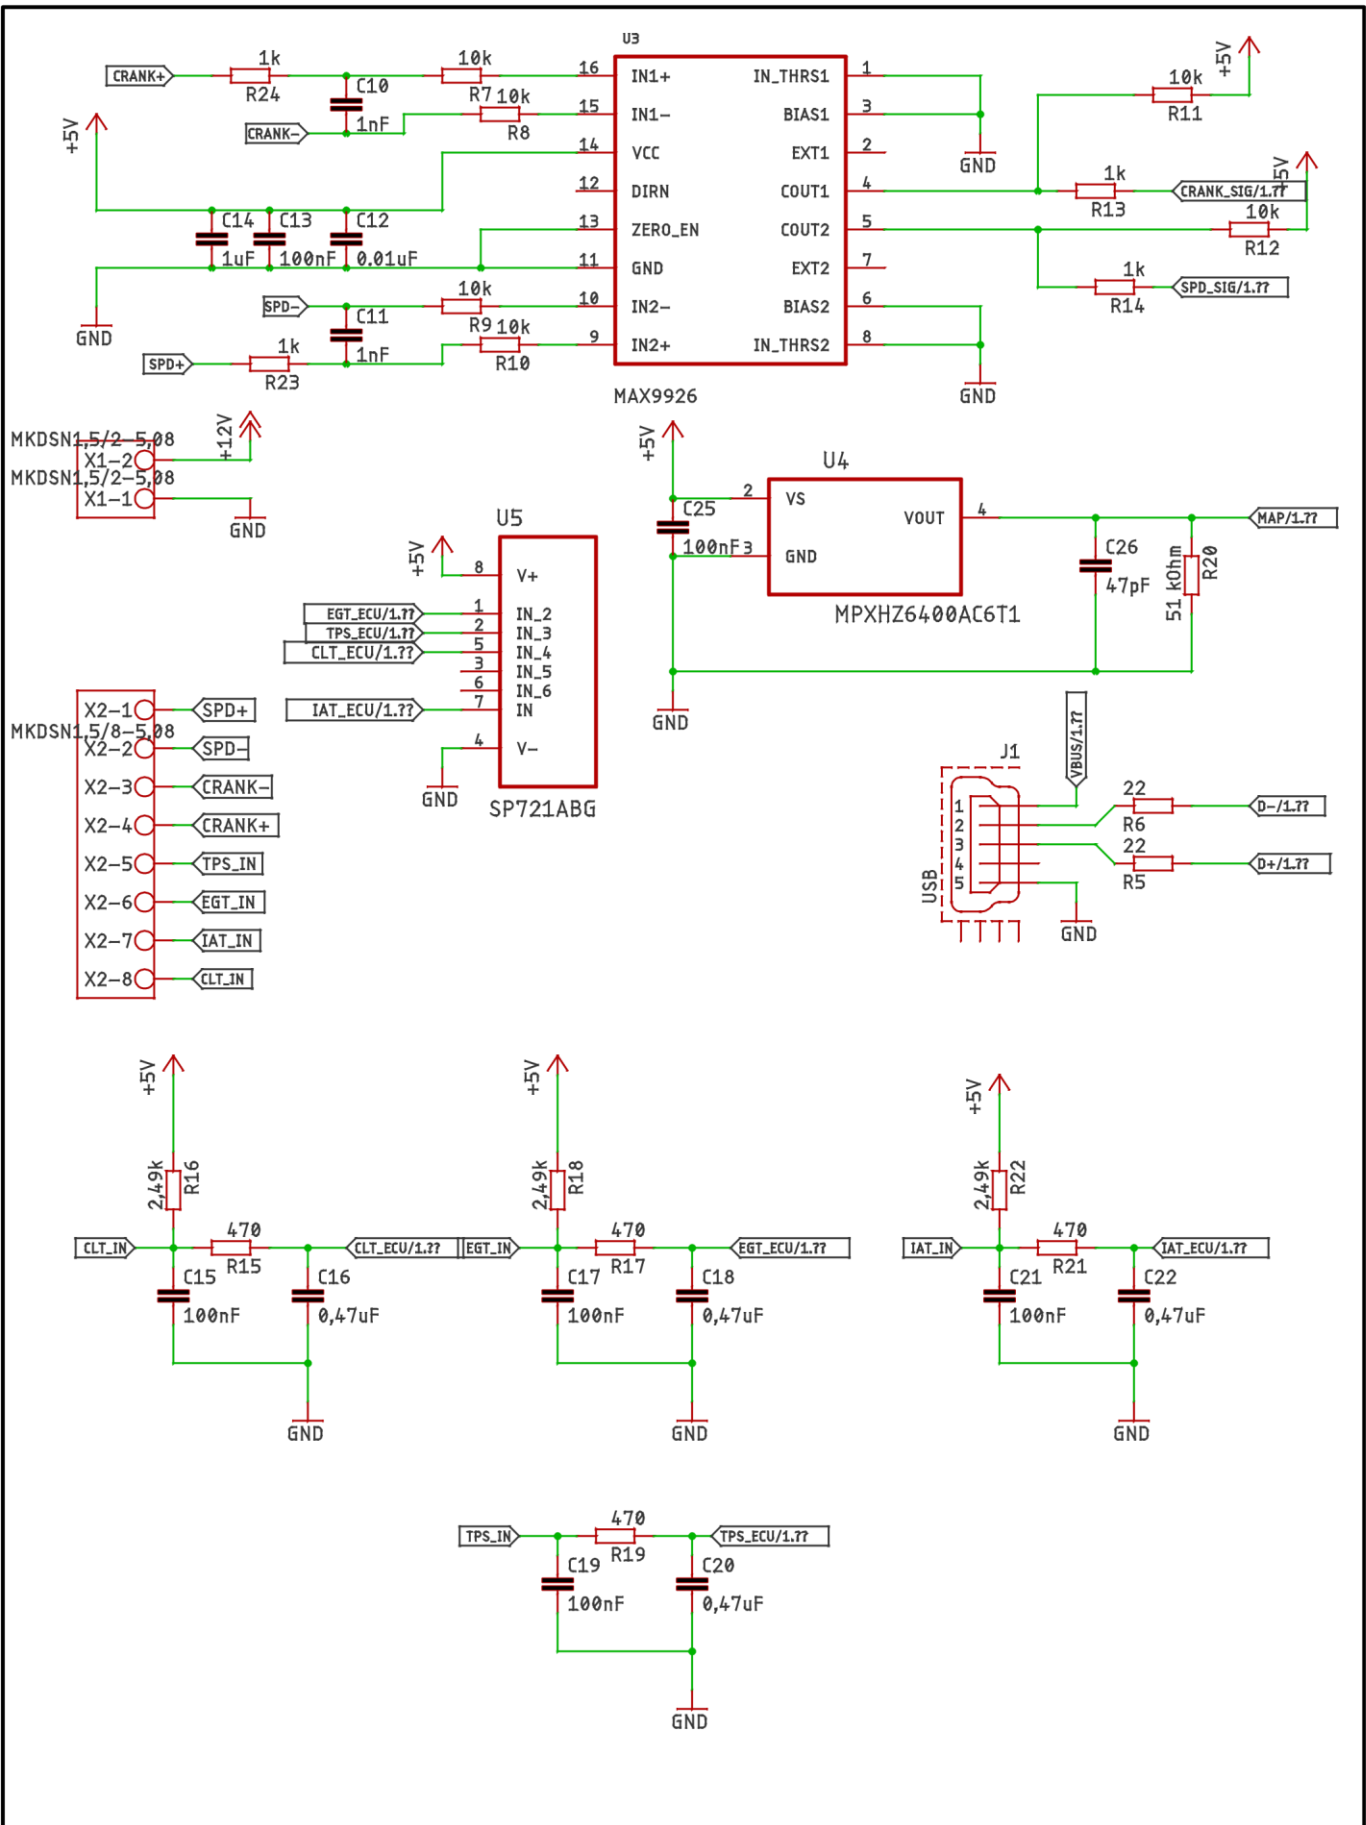 U3
CRANK+
1k
R24
C10
1nF
10k
R7
16
IN1+
IN_THRS1
1
CRANK-
10k
R8
15
IN1-
BIAS1
3
+5V
14
VCC
EXT1
2
GND
12
DIRN
COUT1
4
C14
1uF
C13
100nF
C12
0.01uF
13
ZERO_EN
COUT2
5
11
GND
EXT2
7
GND
SPD-
10k
R9
10
IN2-
BIAS2
6
C11
1nF
SPD+
1k
R23
10k
R10
9
IN2+
IN_THRS2
8
GND
MAX9926
10k
R11
+5V
1k
R13
CRANK_SIG/1.??
+5V
10k
R12
1k
R14
SPD_SIG/1.??
MKDSN1,5/2-5,08
X1-2
+12V
MKDSN1,5/2-5,08
X1-1
GND
U5
+5V
8
V+
EGT_ECU/1.??
1
IN_2
TPS_ECU/1.??
2
IN_3
CLT_ECU/1.??
5
IN_4
3
IN_5
6
IN_6
IAT_ECU/1.??
7
IN
4
V-
GND
SP721ABG
+5V
U4
2
VS
C25
100nF
3
GND
VOUT
4
MAP/1.??
MPXHZ6400AC6T1
C26
47pF
51 kOhm
R20
GND
X2-1
SPD+
MKDSN1,5/8-5,08
X2-2
SPD-
X2-3
CRANK-
X2-4
CRANK+
X2-5
TPS_IN
X2-6
EGT_IN
X2-7
IAT_IN
X2-8
CLT_IN
J1
USB
1
2
3
4
5
VBUS/1.??
22
R6
D-/1.??
22
R5
D+/1.??
GND
+5V
2,49k
R16
CLT_IN
470
R15
CLT_ECU/1.??
C15
100nF
C16
0,47uF
GND
+5V
2,49k
R18
EGT_IN
470
R17
EGT_ECU/1.??
C17
100nF
C18
0,47uF
GND
+5V
2,49k
R22
IAT_IN
470
R21
IAT_ECU/1.??
C21
100nF
C22
0,47uF
GND
TPS_IN
470
R19
TPS_ECU/1.??
C19
100nF
C20
0,47uF
GND